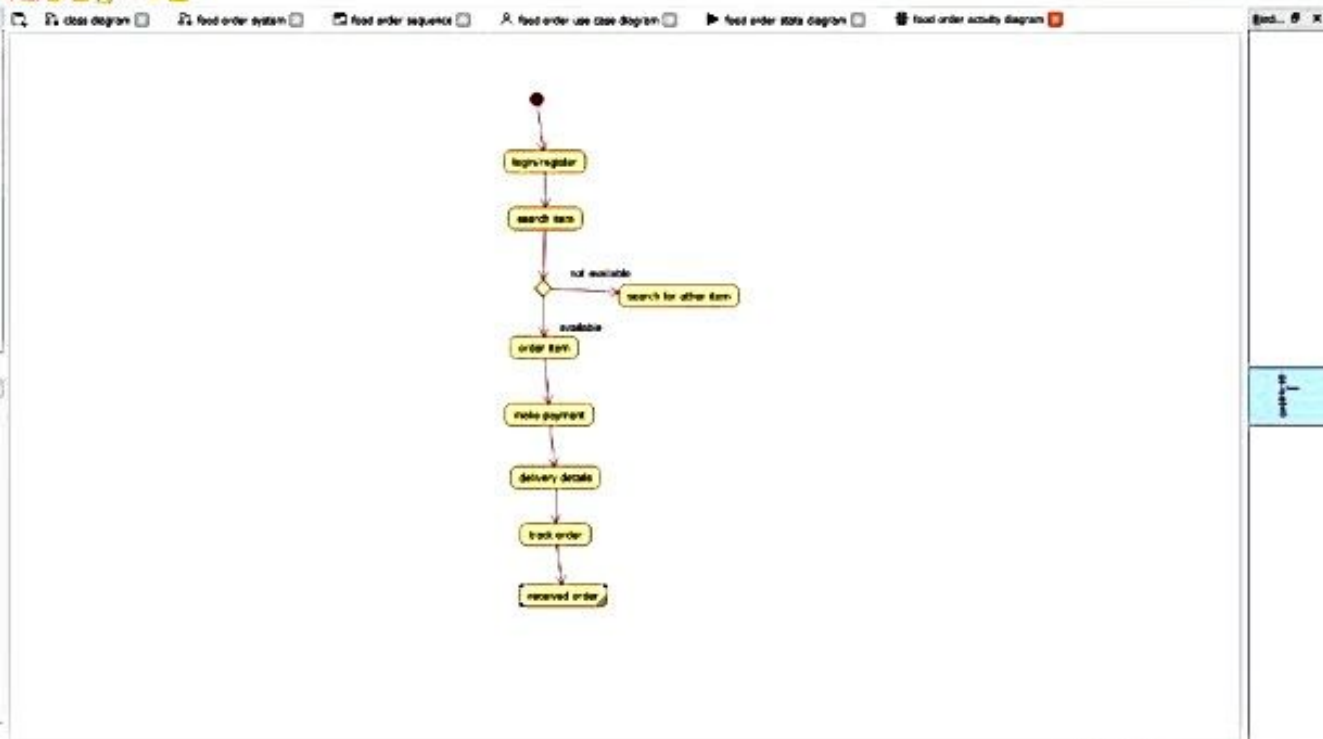 class diagram
food order system
food order sequence
food order use case diagram
food order state diagram
food order activity diagram
login/register
search item
not available
search for other item
available
order item
make payment
delivery details
track order
received order